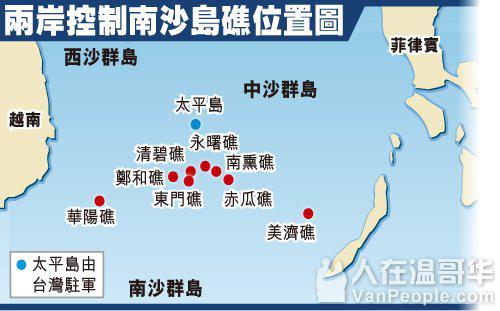 兩岸控制南沙島礁位置圖
菲律賓
西沙群島
中沙群島
越南
太平島
永曙礁
清碧礁
南熏礁
鄭和礁
東門礁
赤瓜礁
華陽礁
美濟礁
太平島由
台灣駐軍
南沙群島
人在温哥华
VanPeople.com